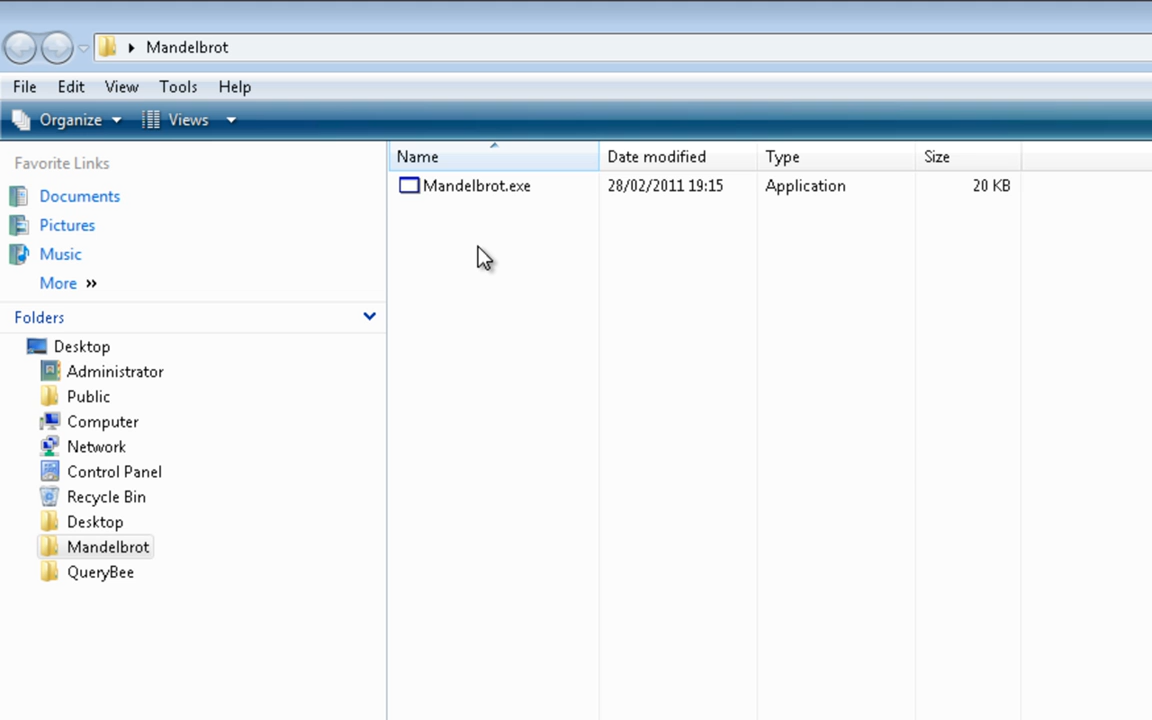 Mandelbrot
File Edit View Tools Help
Organize Views
Favorite Links
Documents
Pictures
Music
More »
Folders
Desktop
Administrator
Public
Computer
Network
Control Panel
Recycle Bin
Desktop
Mandelbrot
QueryBee
Name Date modified Type Size
Mandelbrot.exe 28/02/2011 19:15 Application 20 KB